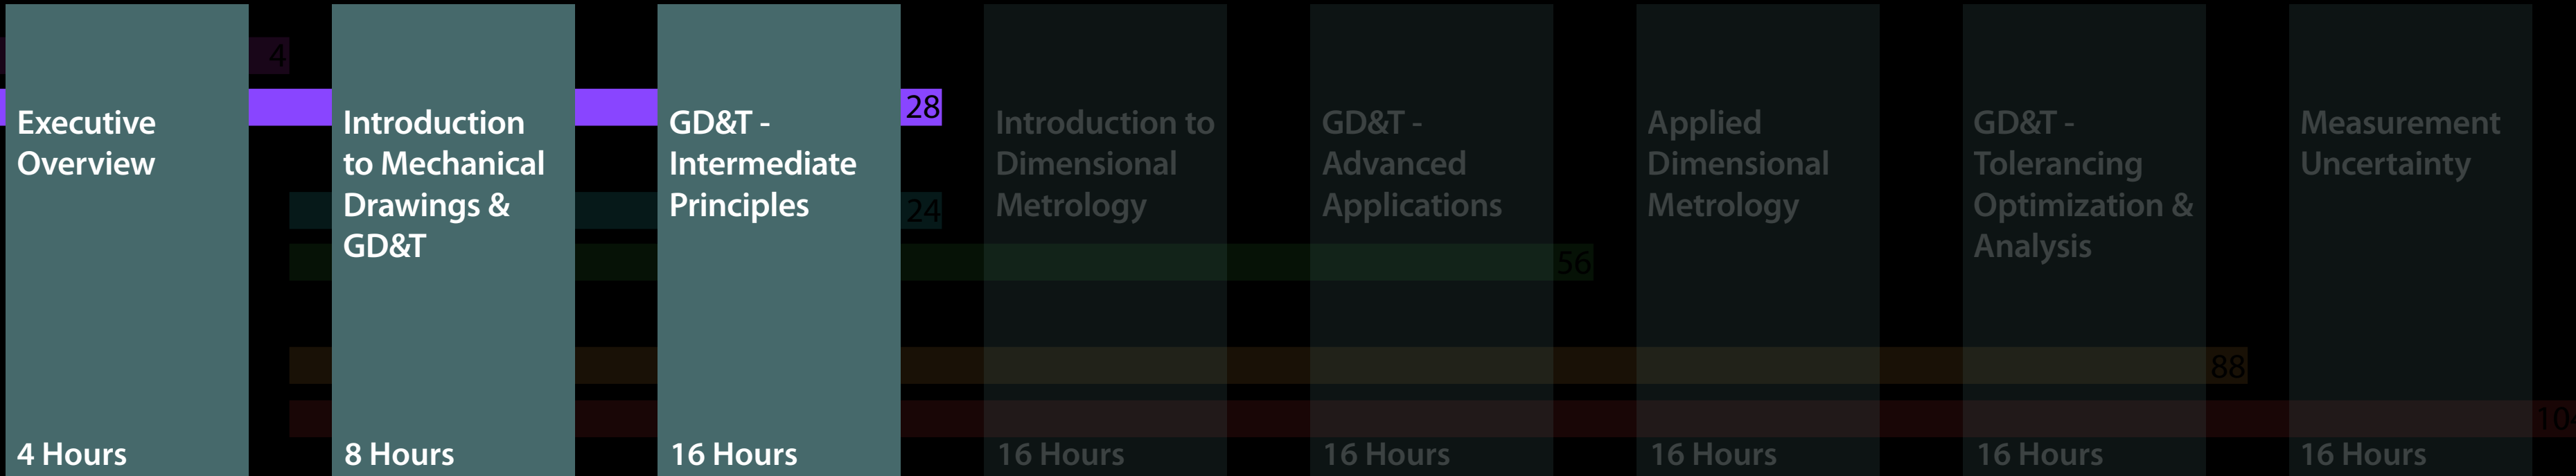 4
28
24
56
88
104
Executive
Overview
4 Hours
Introduction
to Mechanical
Drawings &
GD&T
8 Hours
GD&T -
Intermediate
Principles
16 Hours
Introduction to
Dimensional
Metrology
16 Hours
GD&T -
Advanced
Applications
16 Hours
Applied
Dimensional
Metrology
16 Hours
GD&T -
Tolerancing
Optimization &
Analysis
16 Hours
Measurement
Uncertainty
16 Hours